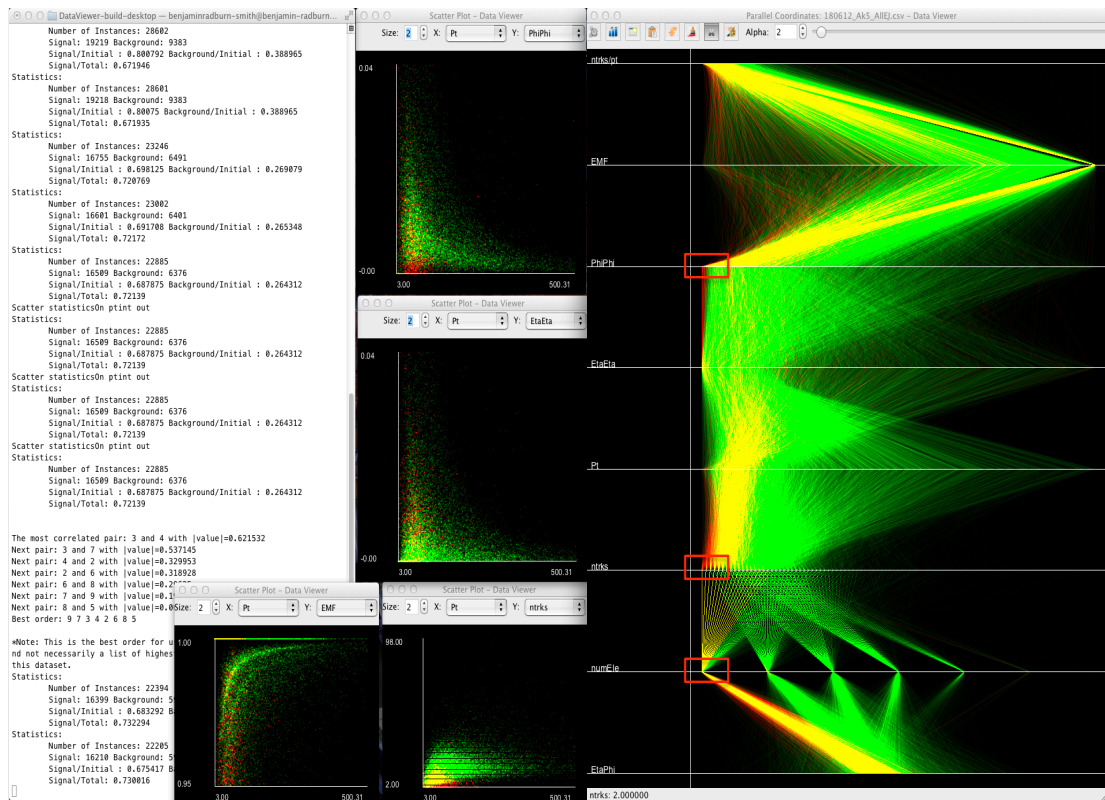 DataViewer-build-desktop — benjaminradburn-smith@benjamin-radburn...
Number of Instances: 28602
Signal: 19219 Background: 9383
Signal/Initial : 0.800792 Background/Initial : 0.388965
Signal/Total: 0.671946
Statistics:
Number of Instances: 28601
Signal: 19218 Background: 9383
Signal/Initial : 0.80075 Background/Initial : 0.388965
Signal/Total: 0.671935
Statistics:
Number of Instances: 23246
Signal: 16755 Background: 6491
Signal/Initial : 0.698125 Background/Initial : 0.269079
Signal/Total: 0.720769
Statistics:
Number of Instances: 23002
Signal: 16601 Background: 6401
Signal/Initial : 0.691708 Background/Initial : 0.265348
Signal/Total: 0.72172
Statistics:
Number of Instances: 22885
Signal: 16509 Background: 6376
Signal/Initial : 0.687875 Background/Initial : 0.264312
Signal/Total: 0.72139
Scatter statisticsOn ptint out
Statistics:
Number of Instances: 22885
Signal: 16509 Background: 6376
Signal/Initial : 0.687875 Background/Initial : 0.264312
Signal/Total: 0.72139
Scatter statisticsOn ptint out
Statistics:
Number of Instances: 22885
Signal: 16509 Background: 6376
Signal/Initial : 0.687875 Background/Initial : 0.264312
Signal/Total: 0.72139
Scatter statisticsOn ptint out
Statistics:
Number of Instances: 22885
Signal: 16509 Background: 6376
Signal/Initial : 0.687875 Background/Initial : 0.264312
Signal/Total: 0.72139
The most correlated pair: 3 and 4 with |value|=0.621532
Next pair: 3 and 7 with |value|=0.537145
Next pair: 4 and 2 with |value|=0.329953
Next pair: 2 and 6 with |value|=0.318928
Next pair: 6 and 8 with |value|=
Next pair: 7 and 9 with |value|=
Next pair: 8 and 5 with |value|=
Best order: 9 7 3 4 2 6 8 5
*Note: This is the best order for u
nd not necessarily a list of highes
this dataset.
Statistics:
Number of Instances: 22394
Signal: 16399 Background:
Signal/Initial : 0.683292
Signal/Total: 0.732294
Statistics:
Number of Instances: 22205
Signal: 16210 Background:
Signal/Initial : 0.675417
Signal/Total: 0.730016
Scatter Plot – Data Viewer
Size: 2 X: Pt Y: PhiPhi
0.04
-0.00
3.00 500.31
Scatter Plot – Data Viewer
Size: 2 X: Pt Y: EtaEta
0.04
-0.00
3.00 500.31
Scatter Plot – Data Viewer
Size: 2 X: Pt Y: EMF
1.00
0.95
3.00 500.31
Scatter Plot – Data Viewer
Size: 2 X: Pt Y: ntrks
98.00
2.00
3.00 500.31
Parallel Coordinates: 180612_Ak5_AllEJ.csv – Data Viewer
Alpha: 2
ntrks/pt
EMF
PhiPhi
EtaEta
Pt
ntrks
numEle
EtaPhi
ntrks: 2.000000